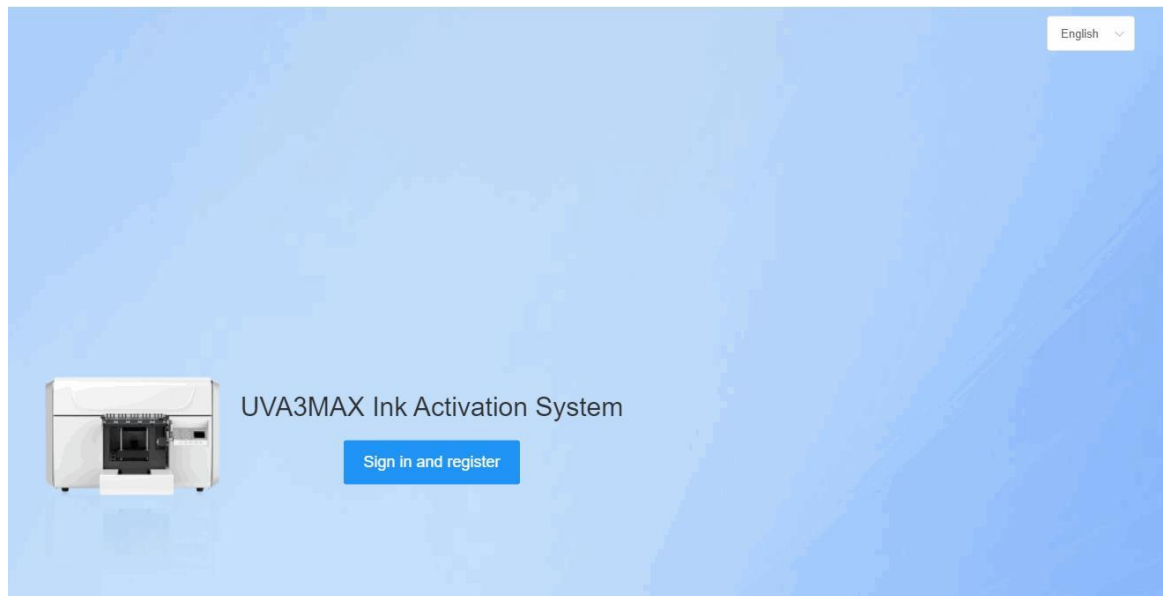 English
UVA3MAX Ink Activation System
Sign in and register